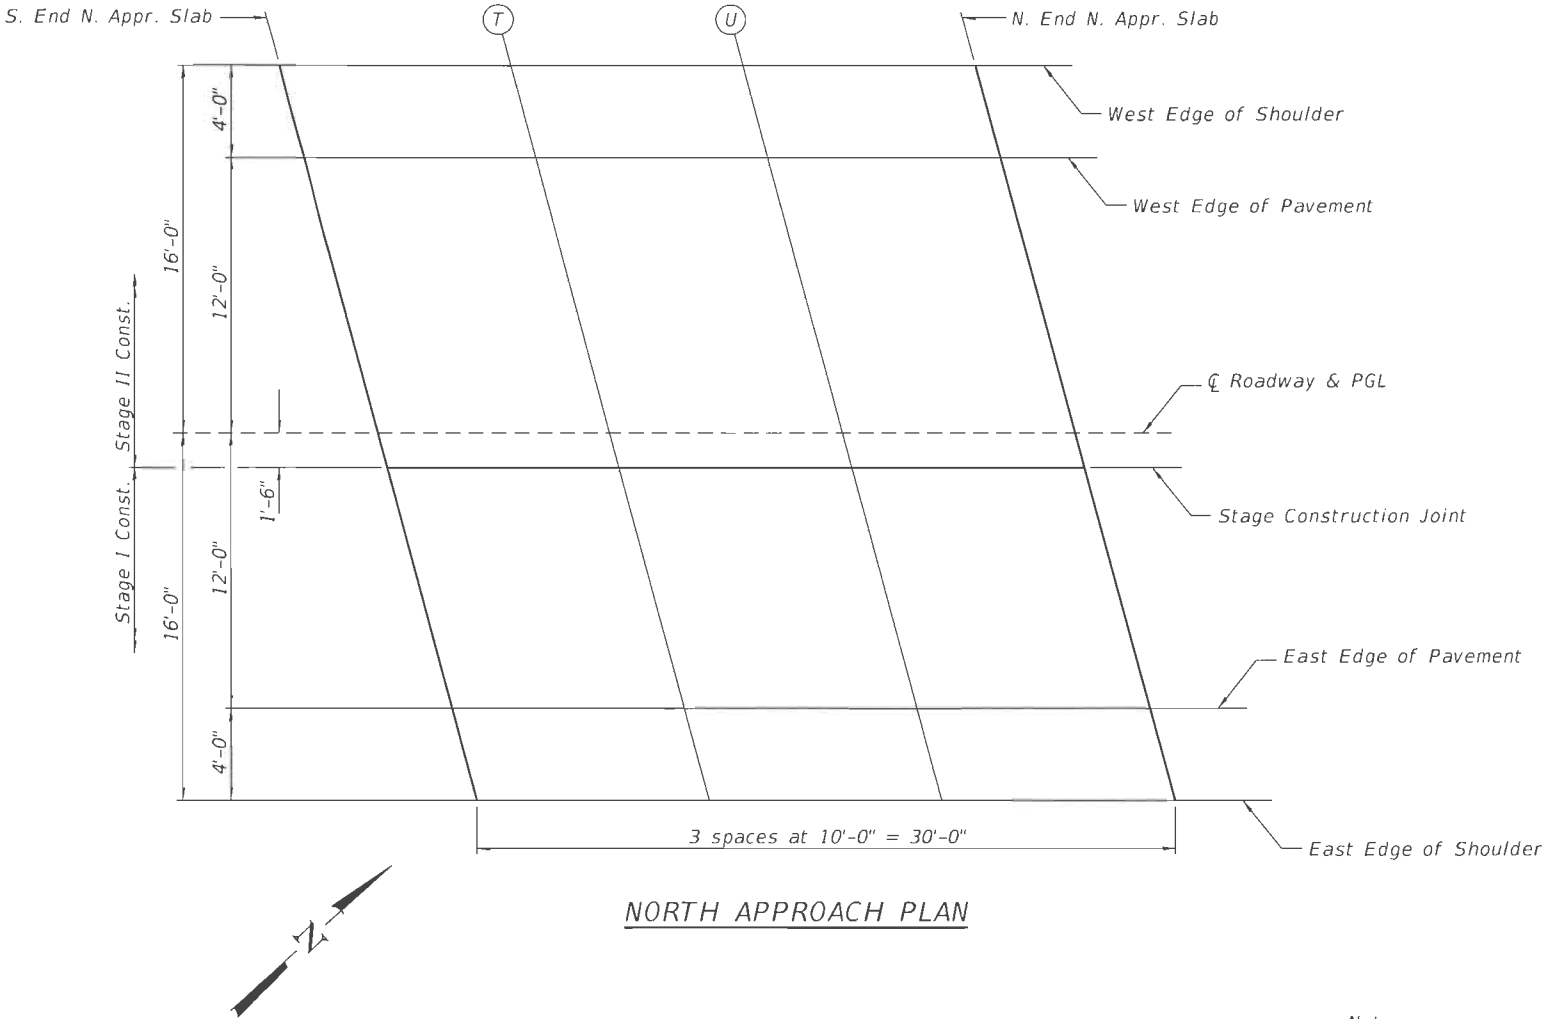 S. End N. Appr. Slab
T
U
N. End N. Appr. Slab
West Edge of Shoulder
4'-0"
West Edge of Pavement
16'-0"
12'-0"
Stage II Const.
℄ Roadway & PGL
1'-6"
Stage Construction Joint
Stage I Const.
12'-0"
16'-0"
East Edge of Pavement
4'-0"
3 spaces at 10'-0" = 30'-0"
East Edge of Shoulder
NORTH APPROACH PLAN
N